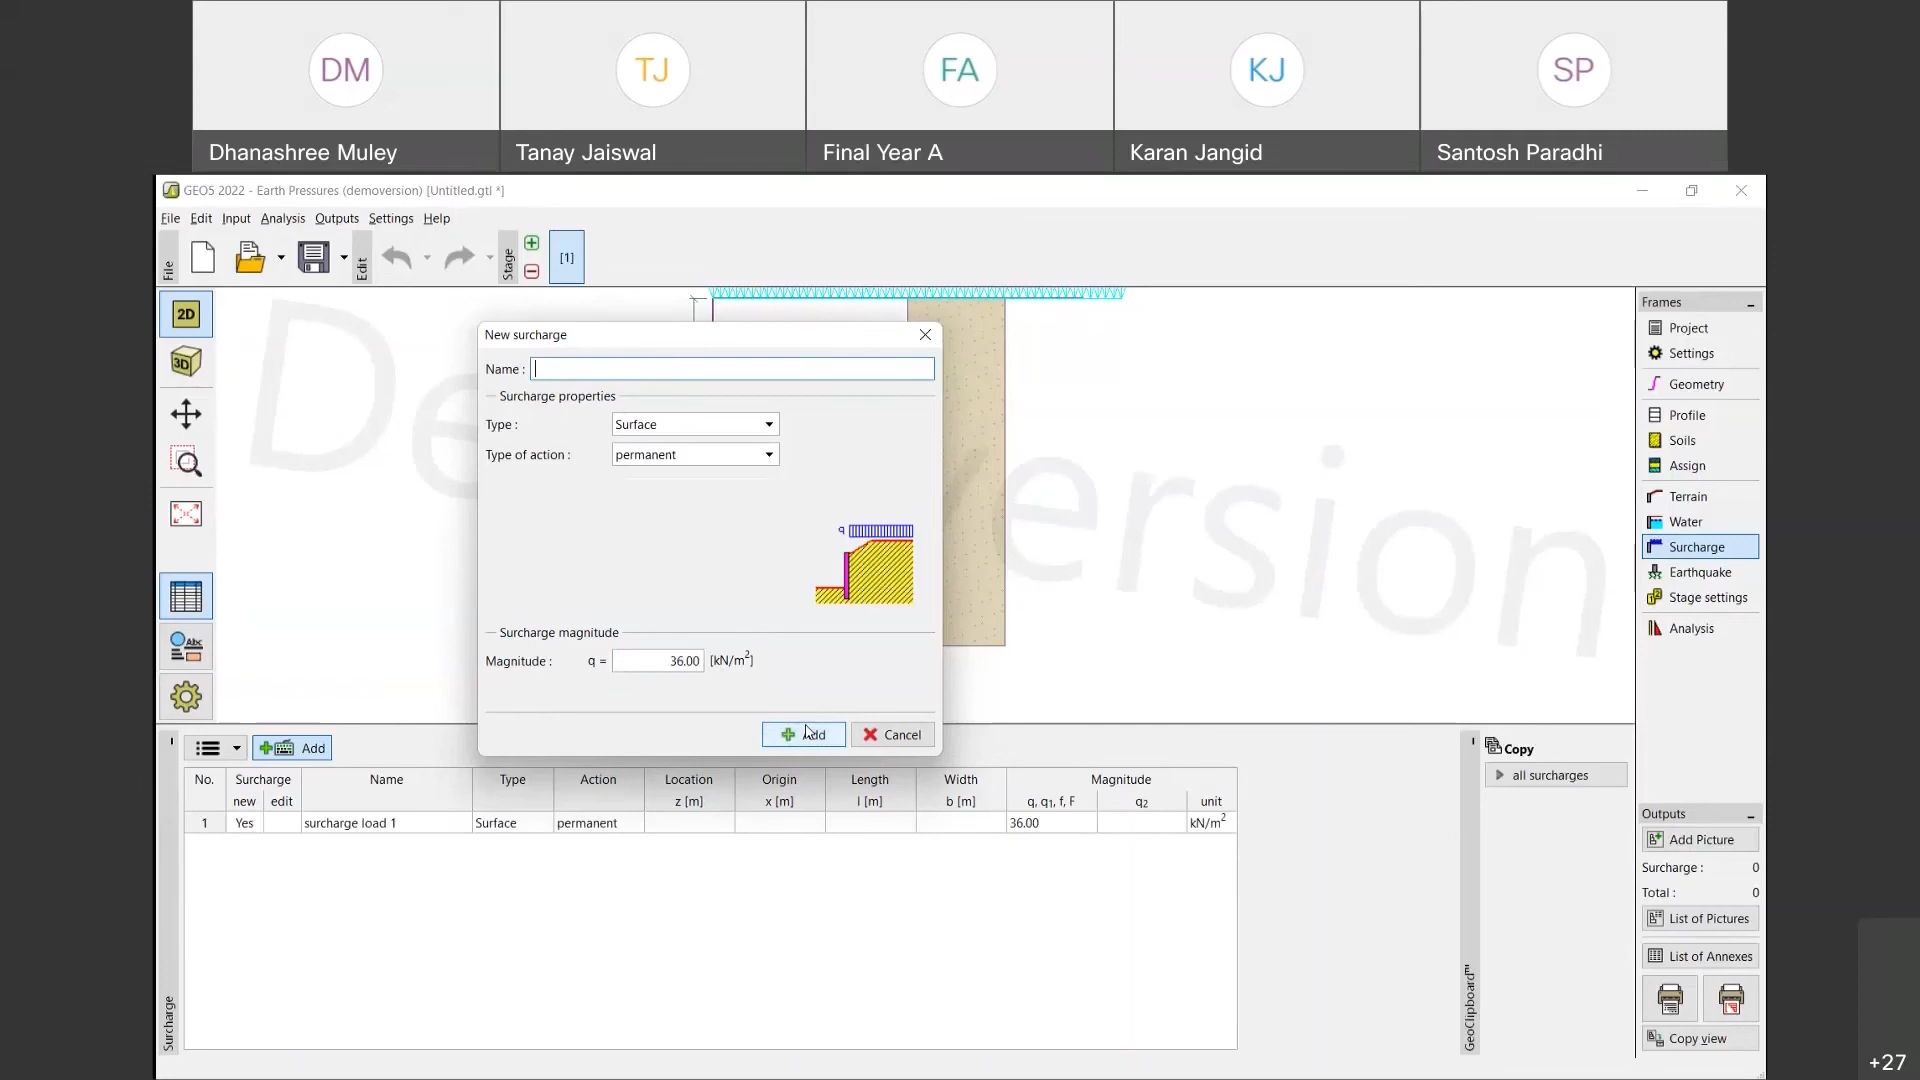 DM
TJ
FA
KJ
SP
Dhanashree Muley
Tanay Jaiswal
Final Year A
Karan Jangid
Santosh Paradhi
GEO5 2022 - Earth Pressures (demoversion) [Untitled.gtl *]
File Edit Input Analysis Outputs Settings Help
File
Edit
Stage
[1]
2D
3D
Abc
Demoversion
New surcharge
Name :
Surcharge properties
Type : Surface
Type of action : permanent
q
Surcharge magnitude
Magnitude : q = 36.00 [kN/m2]
Add
Cancel
Frames
Project
Settings
Geometry
Profile
Soils
Assign
Terrain
Water
Surcharge
Earthquake
Stage settings
Analysis
Surcharge
Add
No. Surcharge Name Type Action Location Origin Length Width Magnitude
new edit z [m] x [m] l [m] b [m] q, q1, f, F q2 unit
1 Yes surcharge load 1 Surface permanent 36.00 kN/m2
GeoClipboard™
Copy
all surcharges
Outputs
Add Picture
Surcharge : 0
Total : 0
List of Pictures
List of Annexes
Copy view
+27